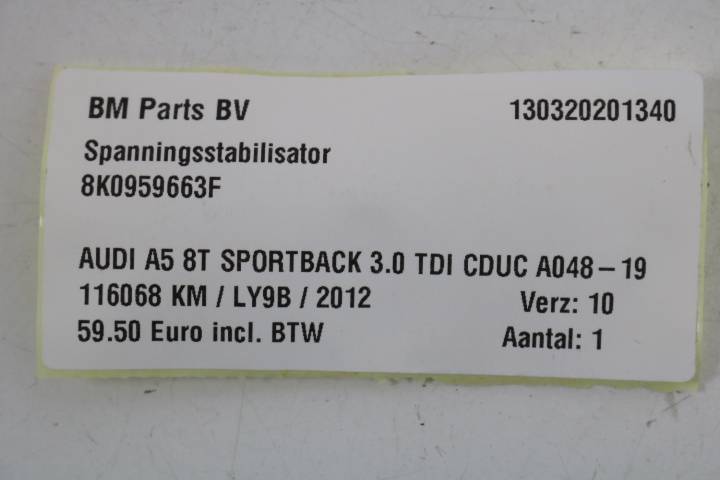 BM Parts BV 130320201340
Spanningsstabilisator
8K0959663F
AUDI A5 8T SPORTBACK 3.0 TDI CDUC A048-19
116068 KM / LY9B / 2012 Verz: 10
59.50 Euro incl. BTW Aantal: 1